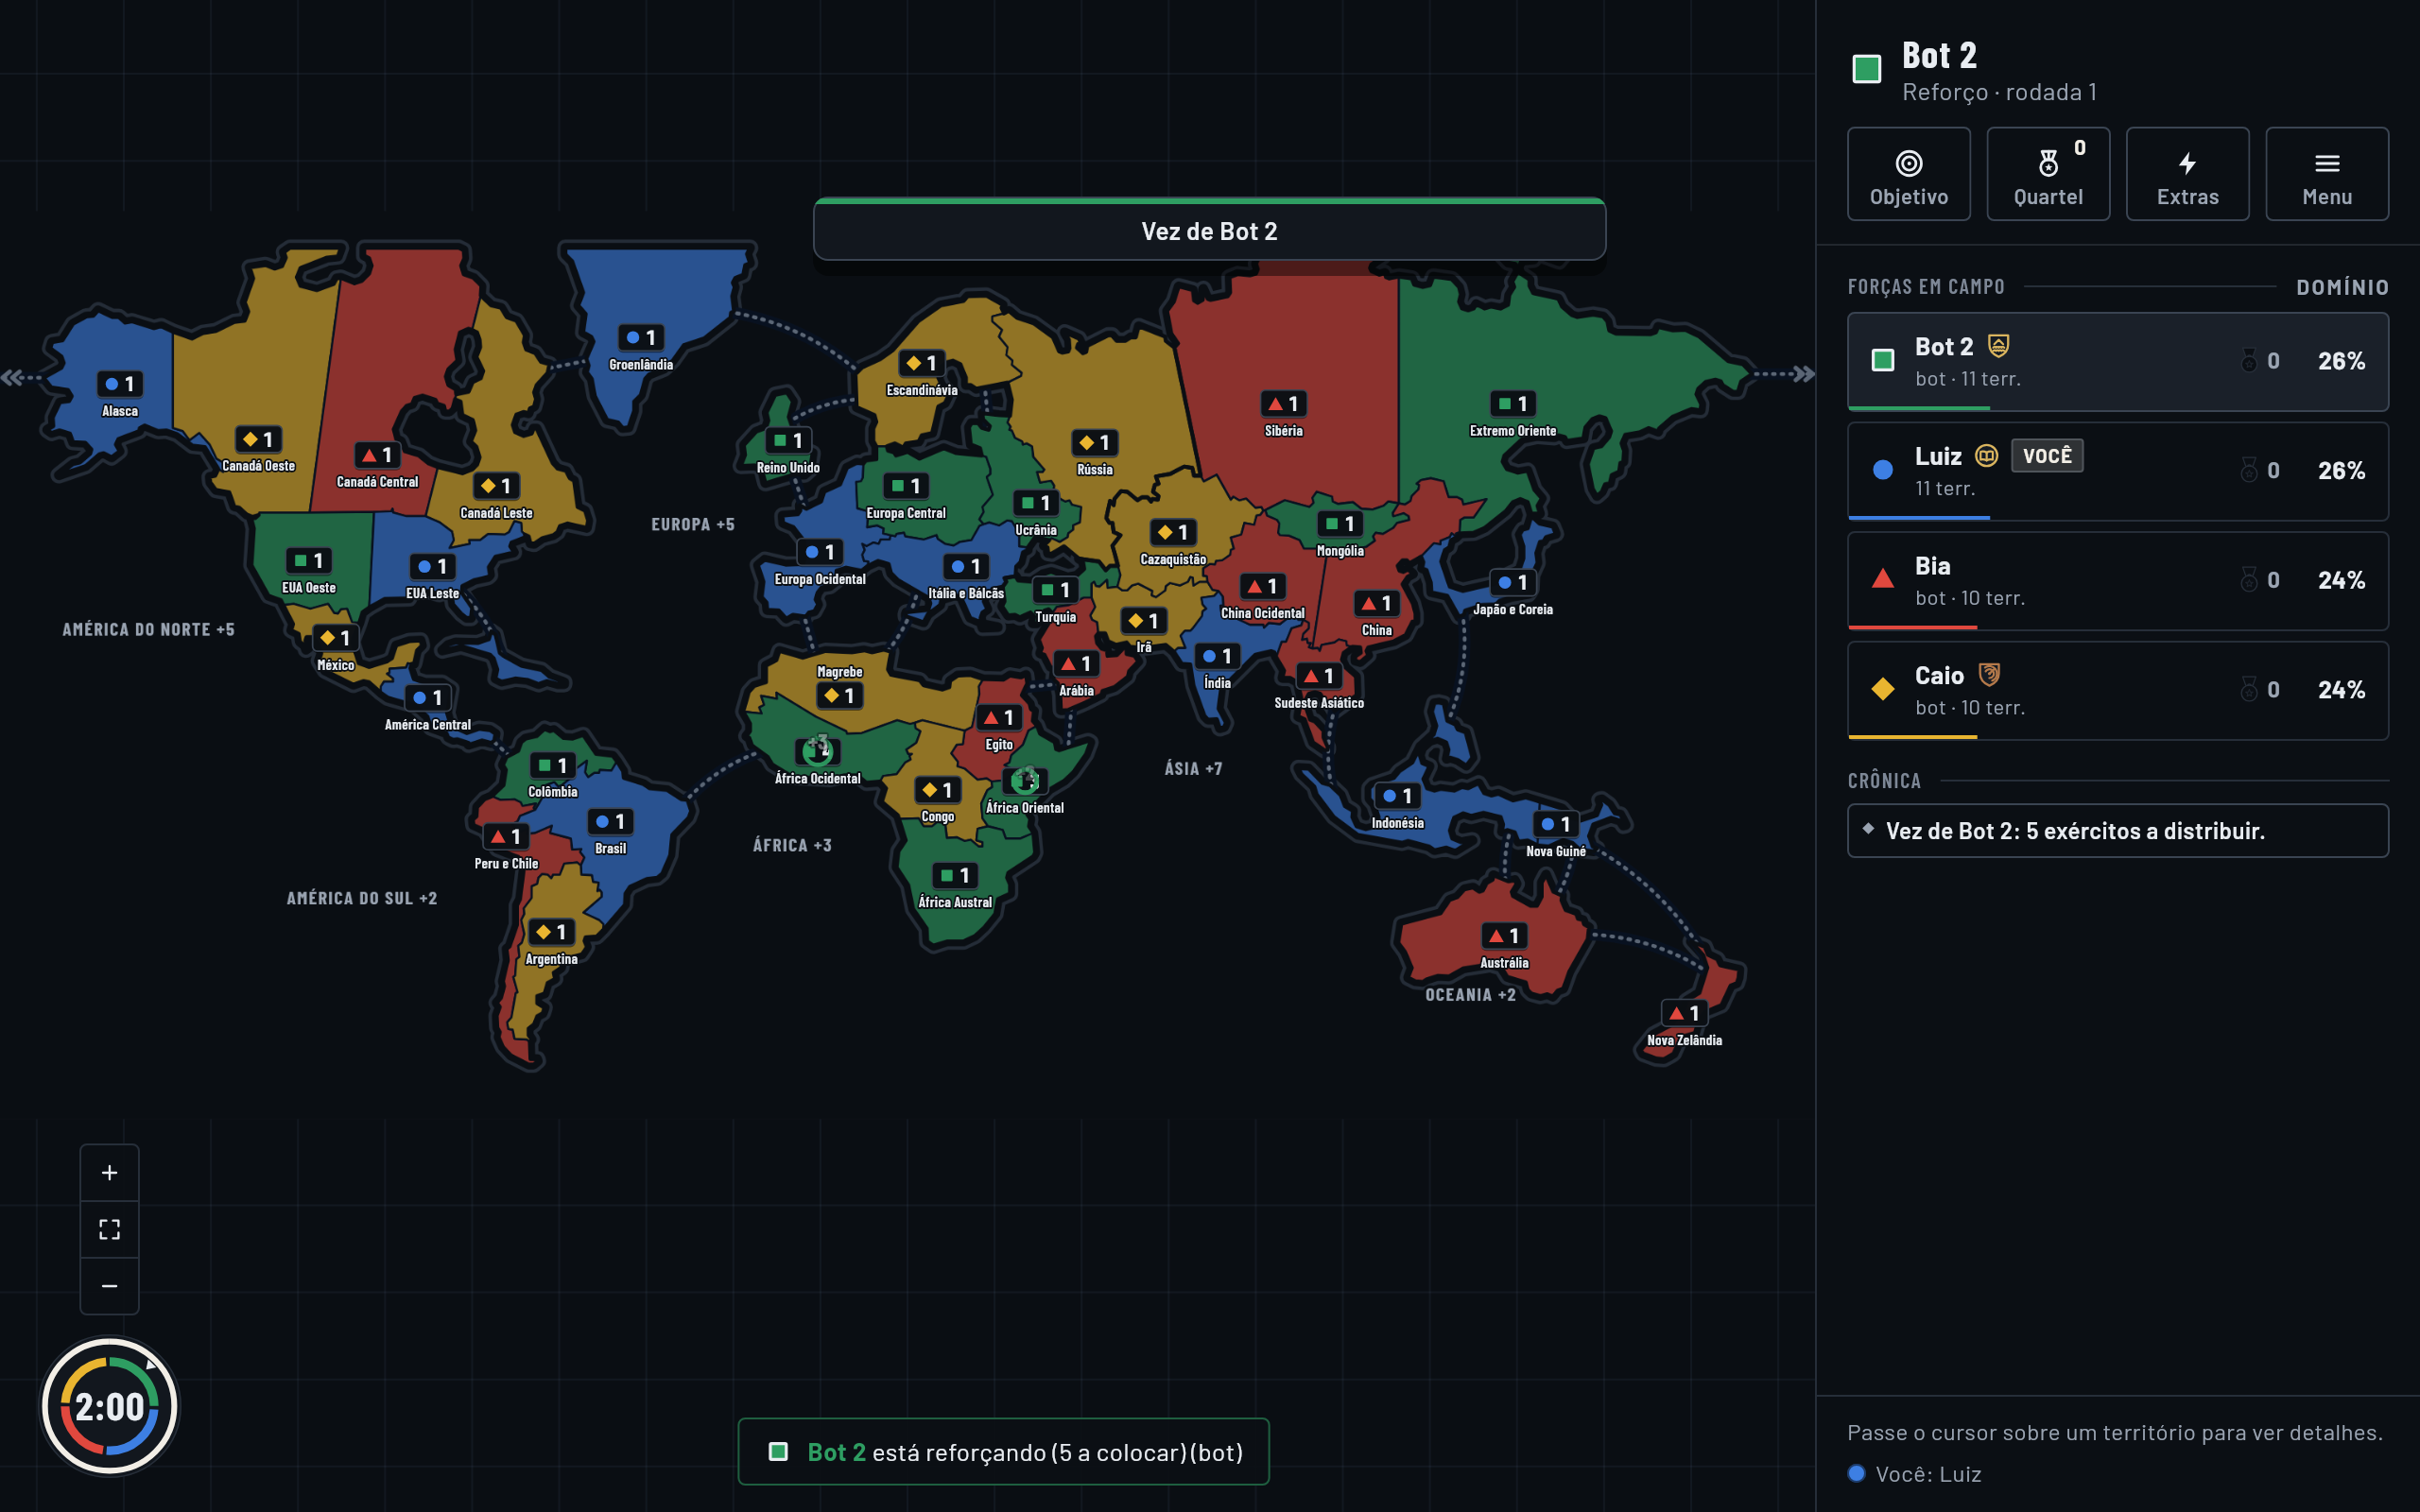 Bot 2
Reforço · rodada 1
Objetivo
0
Quartel
Extras
Menu
FORÇAS EM CAMPO
DOMÍNIO
Bot 2
bot · 11 terr.
0
26%
Luiz
VOCÊ
11 terr.
0
26%
Bia
bot · 10 terr.
0
24%
Caio
bot · 10 terr.
0
24%
CRÔNICA
Vez de Bot 2: 5 exércitos a distribuir.
Passe o cursor sobre um território para ver detalhes.
Você: Luiz
Vez de Bot 2
1
Groenlândia
1
Alasca
1
Canadá Oeste
1
Canadá Central
1
Canadá Leste
1
EUA Oeste
1
EUA Leste
AMÉRICA DO NORTE +5
1
México
1
América Central
1
Colômbia
1
Brasil
1
Peru e Chile
1
Argentina
AMÉRICA DO SUL +2
1
Escandinávia
1
Reino Unido
1
Rússia
1
Europa Central
1
Ucrânia
EUROPA +5
1
Europa Ocidental
1
Itália e Bálcãs
Magrebe
1
1
Egito
África Ocidental
África Oriental
1
Congo
1
África Austral
ÁFRICA +3
1
Sibéria
1
Extremo Oriente
1
Mongólia
1
Cazaquistão
1
China Ocidental
1
China
1
Japão e Coreia
1
Turquia
1
Irã
1
Arábia
1
Índia
1
Sudeste Asiático
ÁSIA +7
1
Indonésia
1
Nova Guiné
1
Austrália
OCEANIA +2
1
Nova Zelândia
+
−
2:00
Bot 2 está reforçando (5 a colocar) (bot)